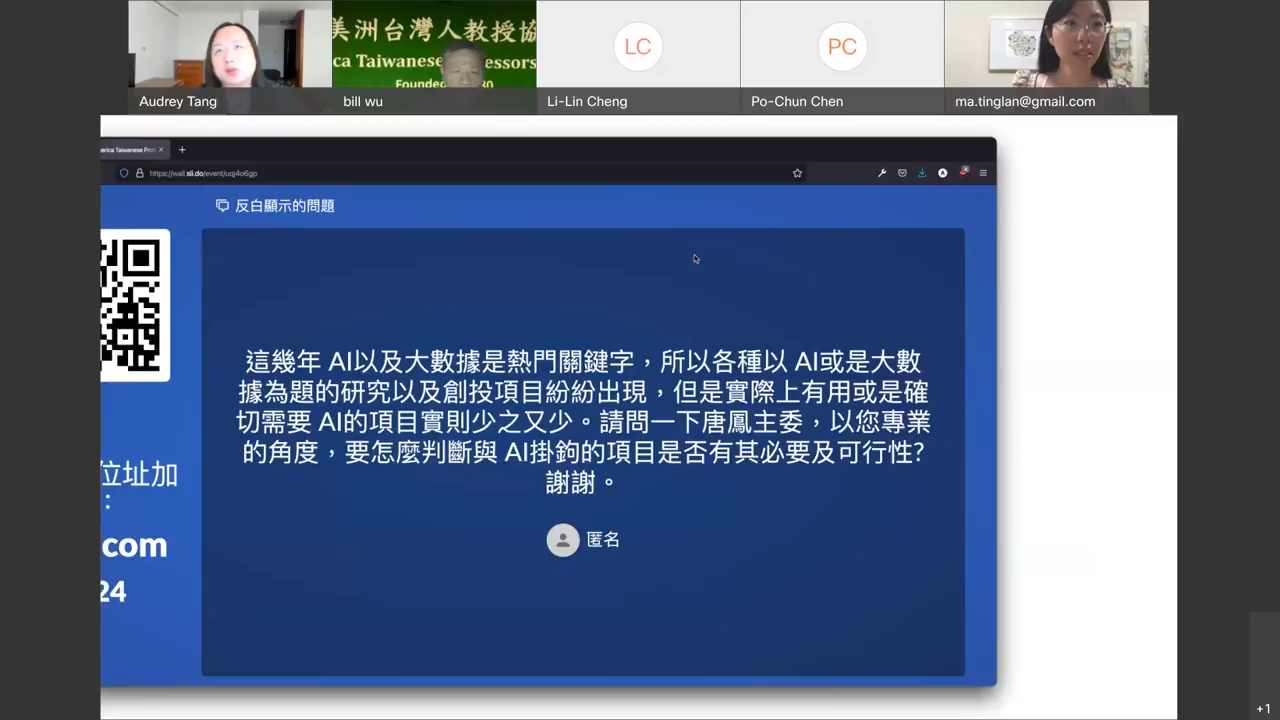 美洲台灣人教授協
ca Taiwanese
essors
Founde
80
LC
PC
Audrey Tang
bill wu
Li-Lin Cheng
Po-Chun Chen
ma.tinglan@gmail.com
erica Taiwanese Prof
https://wall.sli.do/event/uqj4o6gp
反白顯示的問題
這幾年 AI以及大數據是熱門關鍵字，所以各種以 AI或是大數
據為題的研究以及創投項目紛紛出現，但是實際上有用或是確
切需要 AI的項目實則少之又少。請問一下唐鳳主委，以您專業
的角度，要怎麼判斷與 AI掛鉤的項目是否有其必要及可行性?
謝謝。
匿名
位址加
：
com
24
+1